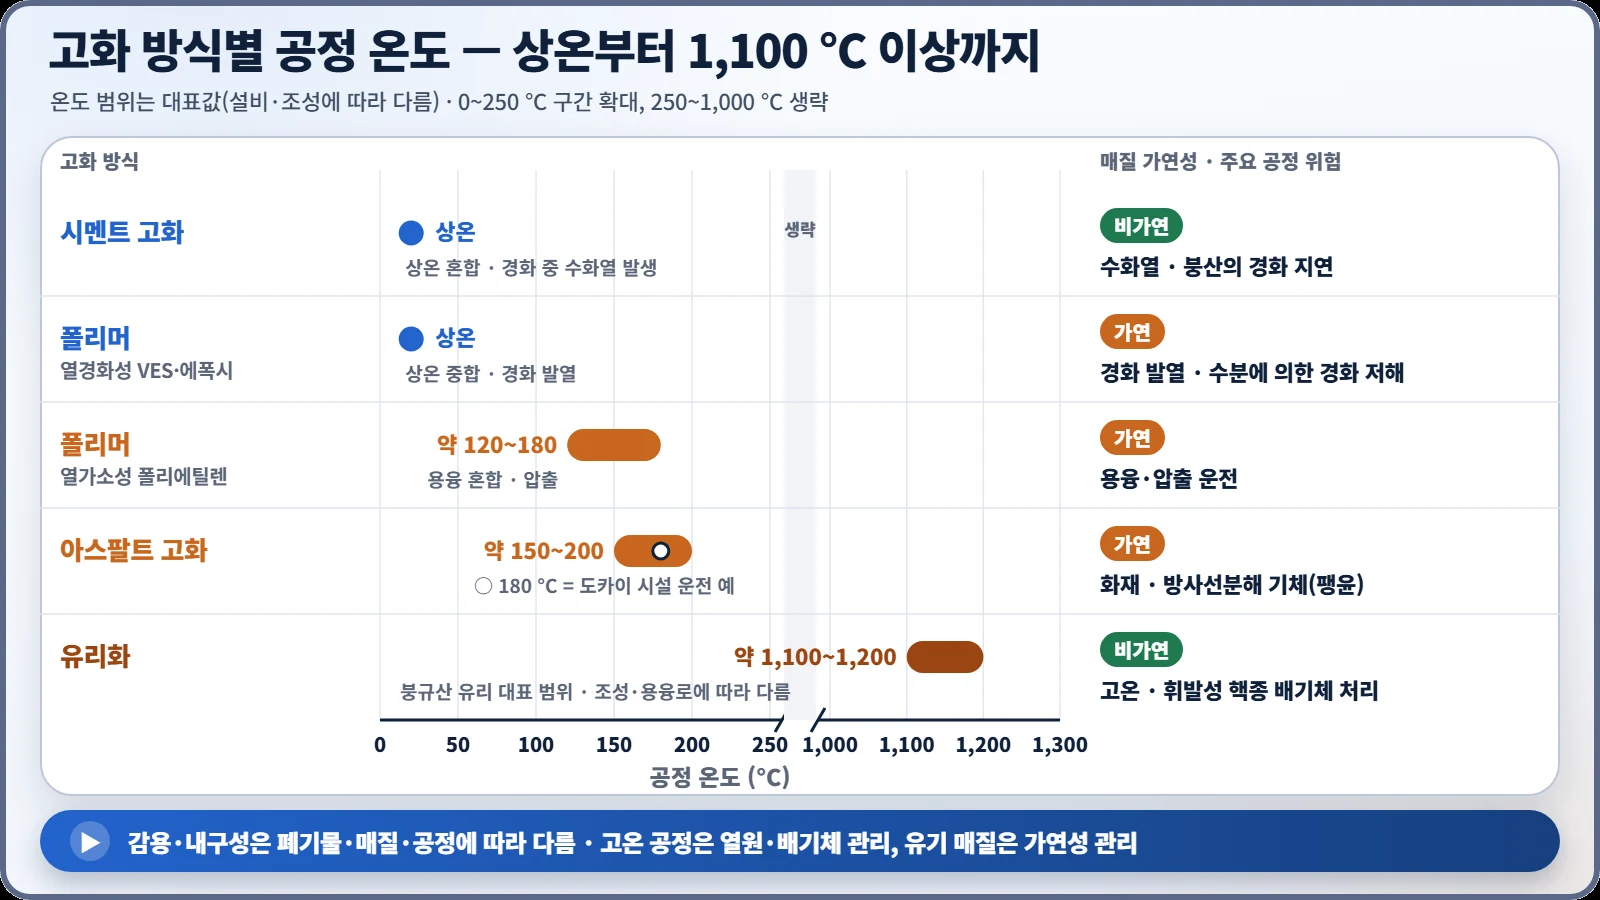 고화 방식별 공정 온도 — 상온부터 1,100 °C 이상까지
온도 범위는 대표값(설비·조성에 따라 다름) · 0~250 °C 구간 확대, 250~1,000 °C 생략
고화 방식
매질 가연성 · 주요 공정 위험
시멘트 고화
상온
상온 혼합 · 경화 중 수화열 발생
생략
비가연
수화열 · 붕산의 경화 지연
폴리머
열경화성 VES·에폭시
상온
상온 중합 · 경화 발열
가연
경화 발열 · 수분에 의한 경화 저해
폴리머
열가소성 폴리에틸렌
약 120~180
용융 혼합 · 압출
가연
용융·압출 운전
아스팔트 고화
약 150~200
○ 180 °C = 도카이 시설 운전 예
가연
화재 · 방사선분해 기체(팽윤)
유리화
약 1,100~1,200
붕규산 유리 대표 범위 · 조성·용융로에 따라 다름
비가연
고온 · 휘발성 핵종 배기체 처리
0 50 100 150 200 250 1,000 1,100 1,200 1,300
공정 온도 (°C)
감용·내구성은 폐기물·매질·공정에 따라 다름 · 고온 공정은 열원·배기체 관리, 유기 매질은 가연성 관리